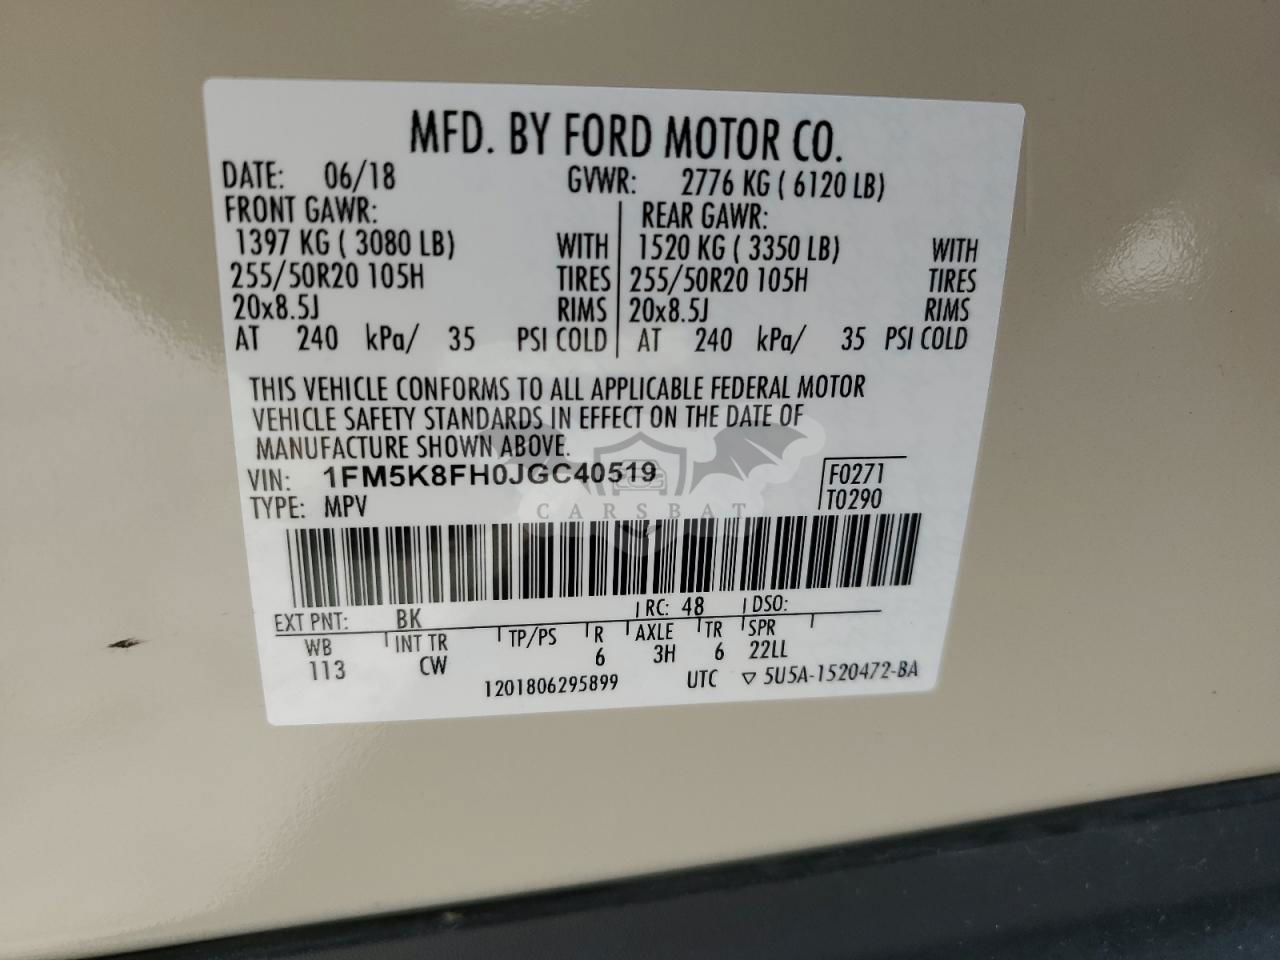 MFD. BY FORD MOTOR CO.
DATE: 06/18 GVWR: 2776 KG ( 6120 LB)
FRONT GAWR: REAR GAWR:
1397 KG ( 3080 LB) WITH 1520 KG ( 3350 LB) WITH
255/50R20 105H TIRES 255/50R20 105H TIRES
20x8.5J RIMS 20x8.5J RIMS
AT 240 kPa/ 35 PSI COLD AT 240 kPa/ 35 PSI COLD
THIS VEHICLE CONFORMS TO ALL APPLICABLE FEDERAL MOTOR
VEHICLE SAFETY STANDARDS IN EFFECT ON THE DATE OF
MANUFACTURE SHOWN ABOVE.
VIN: 1FM5K8FH0JGC40519 F0271
TYPE: MPV T0290
CARSBAT
EXT PNT: BK RC: 48 DSO:
WB INT TR TP/PS R AXLE TR SPR
113 CW 6 3H 6 22LL
1201806295899 UTC ▽ 5U5A-1520472-BA